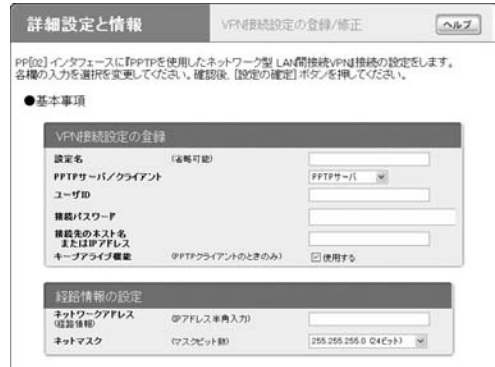 詳細設定と情報
VPN接続設定の登録/修正
ヘルプ
PP[02]インタフェースに『PPTPを使用したネットワーク型 LAN間接続VPN』接続の設定をします。
各欄の入力を選択を変更してください。確認後、[設定の確定]ボタンを押してください。
●基本事項
VPN接続設定の登録
設定名 (省略可能)
PPTPサーバ/クライアント PPTPサーバ
ユーザID
接続パスワード
接続先のホスト名
またはIPアドレス
キープアライブ機能 (PPTPクライアントのときのみ) 使用する
経路情報の設定
ネットワークアドレス (IPアドレス半角入力)
(経路情報)
ネットマスク (マスクビット数) 255.255.255.0 (24ビット)